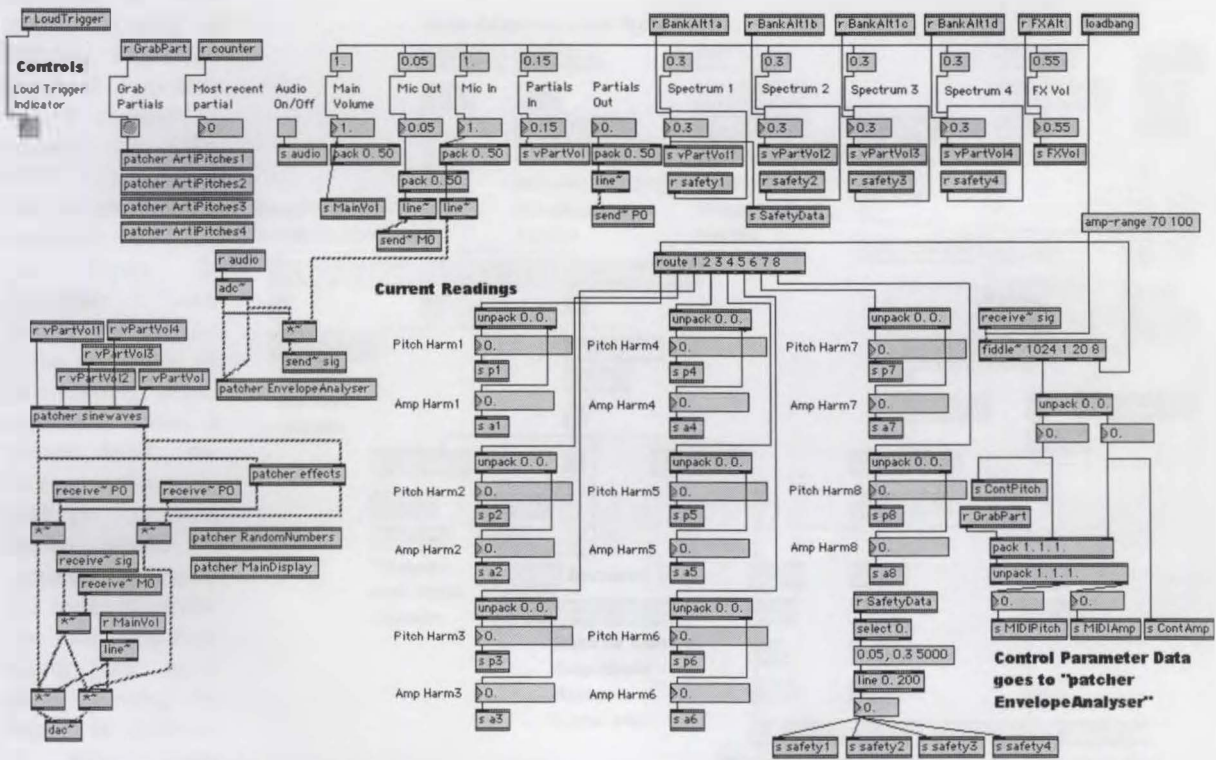 r LoudTrigger
Controls
Loud Trigger
Indicator
r GrabPart
r counter
Grab
Partials
Most recent
partial
0
patcher ArtiPitches1
patcher ArtiPitches2
patcher ArtiPitches3
patcher ArtiPitches4
Audio
On/Off
s audio
1.
Main
Volume
1.
pack 0. 50
s MainVol
0.05
Mic Out
0.05
pack 0. 50
line~
send~ MO
1.
Mic In
1.
pack 0. 50
line~
0.15
Partials
In
0.15
s vPartVol
Partials
Out
0.
pack 0. 50
line~
send~ PO
r BankAlt1a
0.3
Spectrum 1
0.3
s vPartVol1
r safety1
s SafetyData
r BankAlt1b
0.3
Spectrum 2
0.3
s vPartVol2
r safety2
r BankAlt1c
0.3
Spectrum 3
0.3
s vPartVol3
r safety3
r BankAlt1d
0.3
Spectrum 4
0.3
s vPartVol4
r safety4
r FXAlt
0.55
FX Vol
0.55
s FXVol
loadbang
amp-range 70 100
r audio
adc~
*~
send~ sig
patcher EnvelopeAnalyser
r vPartVol1
r vPartVol4
r vPartVol3
r vPartVol2
r vPartVol
patcher sinewaves
patcher effects
receive~ PO
receive~ PO
*~
*~
patcher RandomNumbers
patcher MainDisplay
receive~ sig
receive~ MO
*~
r MainVol
line~
*~
*~
dac~
Current Readings
route 1 2 3 4 5 6 7 8
unpack 0. 0.
Pitch Harm1
0.
s p1
Amp Harm1
0.
s a1
unpack 0. 0.
Pitch Harm2
0.
s p2
Amp Harm2
0.
s a2
unpack 0. 0.
Pitch Harm3
0.
s p3
Amp Harm3
0.
s a3
unpack 0. 0.
Pitch Harm4
0.
s p4
Amp Harm4
0.
s a4
unpack 0. 0.
Pitch Harm5
0.
s p5
Amp Harm5
0.
s a5
unpack 0. 0.
Pitch Harm6
0.
s p6
Amp Harm6
0.
s a6
unpack 0. 0.
Pitch Harm7
0.
s p7
Amp Harm7
0.
s a7
unpack 0. 0.
Pitch Harm8
0.
s p8
Amp Harm8
0.
s a8
r SafetyData
select 0.
0.05, 0.3 5000
line 0. 200
0.
s safety1
s safety2
s safety3
s safety4
receive~ sig
fiddle~ 1024 1 20 8
unpack 0. 0
0.
0.
s ContPitch
r GrabPart
pack 1. 1. 1.
unpack 1. 1. 1.
0.
0.
s MIDIPitch
s MIDIAmp
s ContAmp
Control Parameter Data
goes to "patcher
EnvelopeAnalyser"